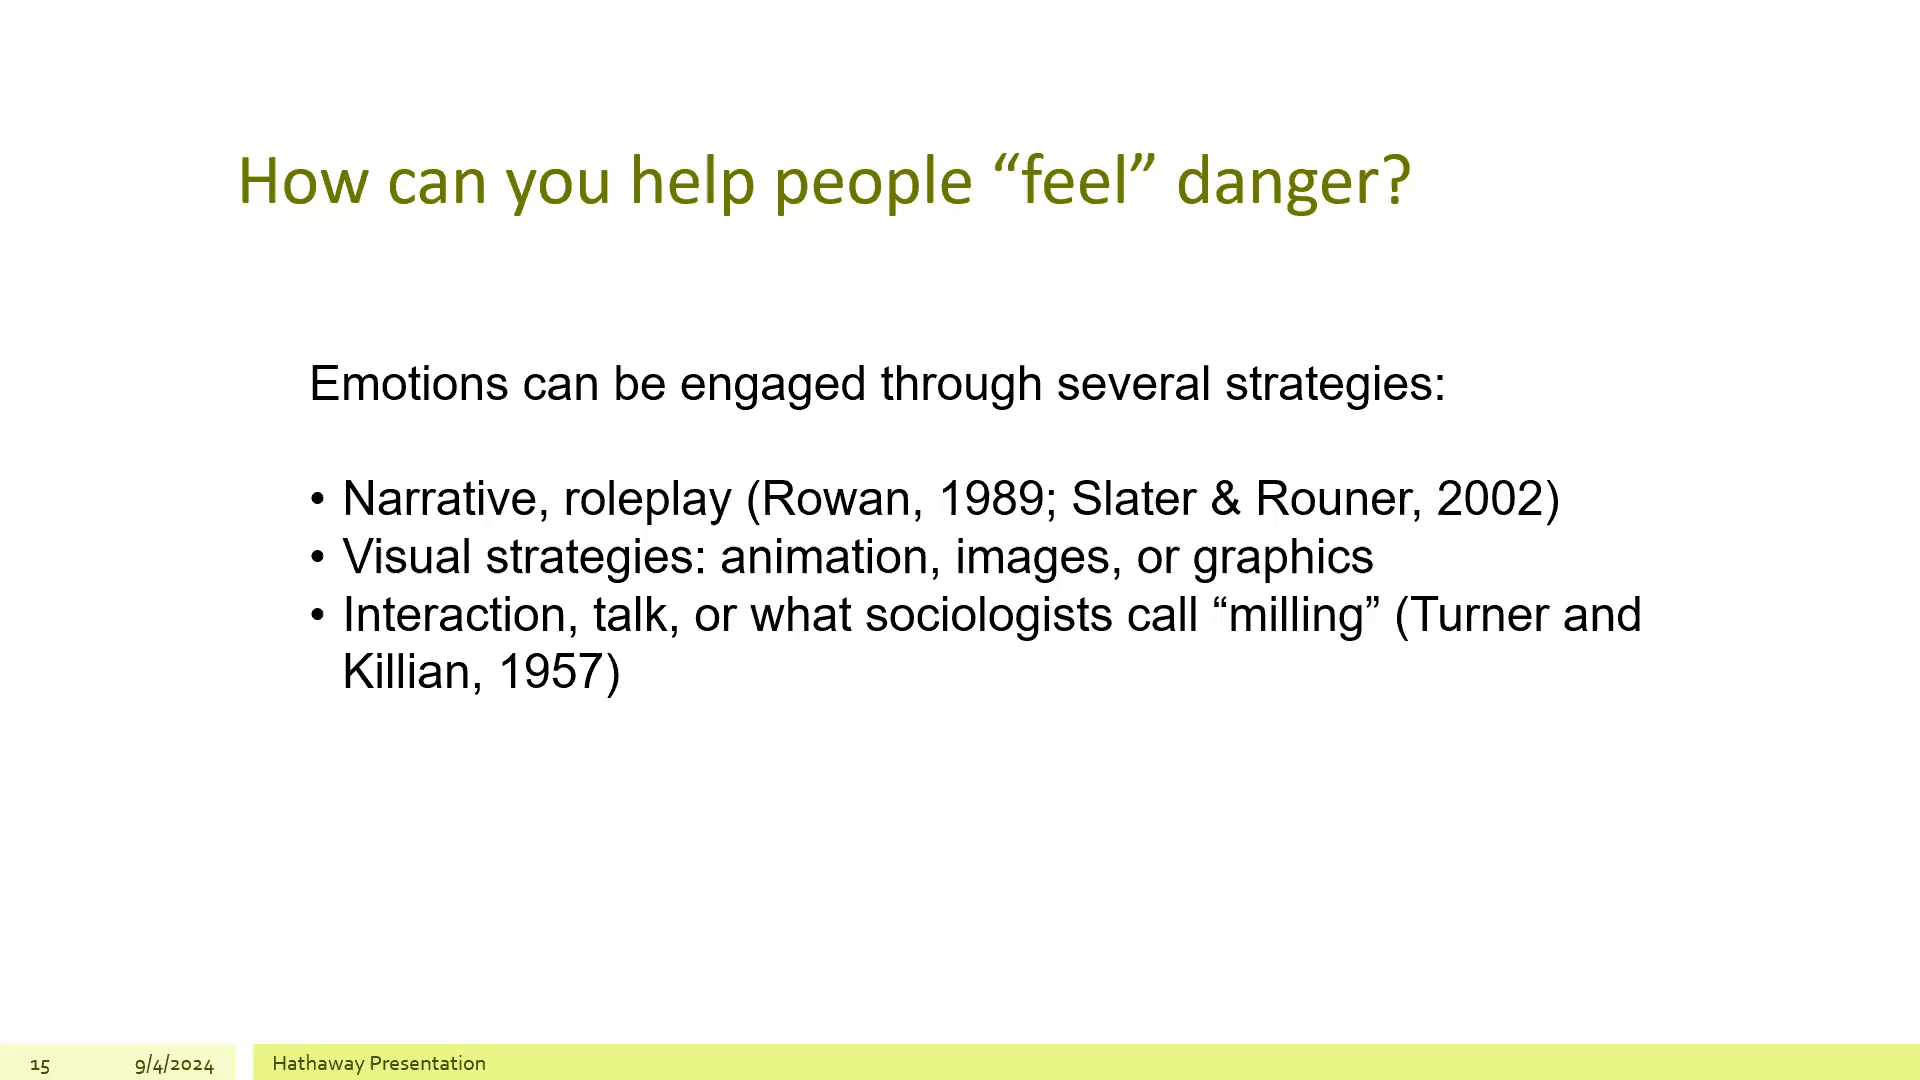 How can you help people “feel” danger?
Emotions can be engaged through several strategies:
• Narrative, roleplay (Rowan, 1989; Slater & Rouner, 2002)
• Visual strategies: animation, images, or graphics
• Interaction, talk, or what sociologists call “milling” (Turner and
Killian, 1957)
15 9/4/2024 Hathaway Presentation